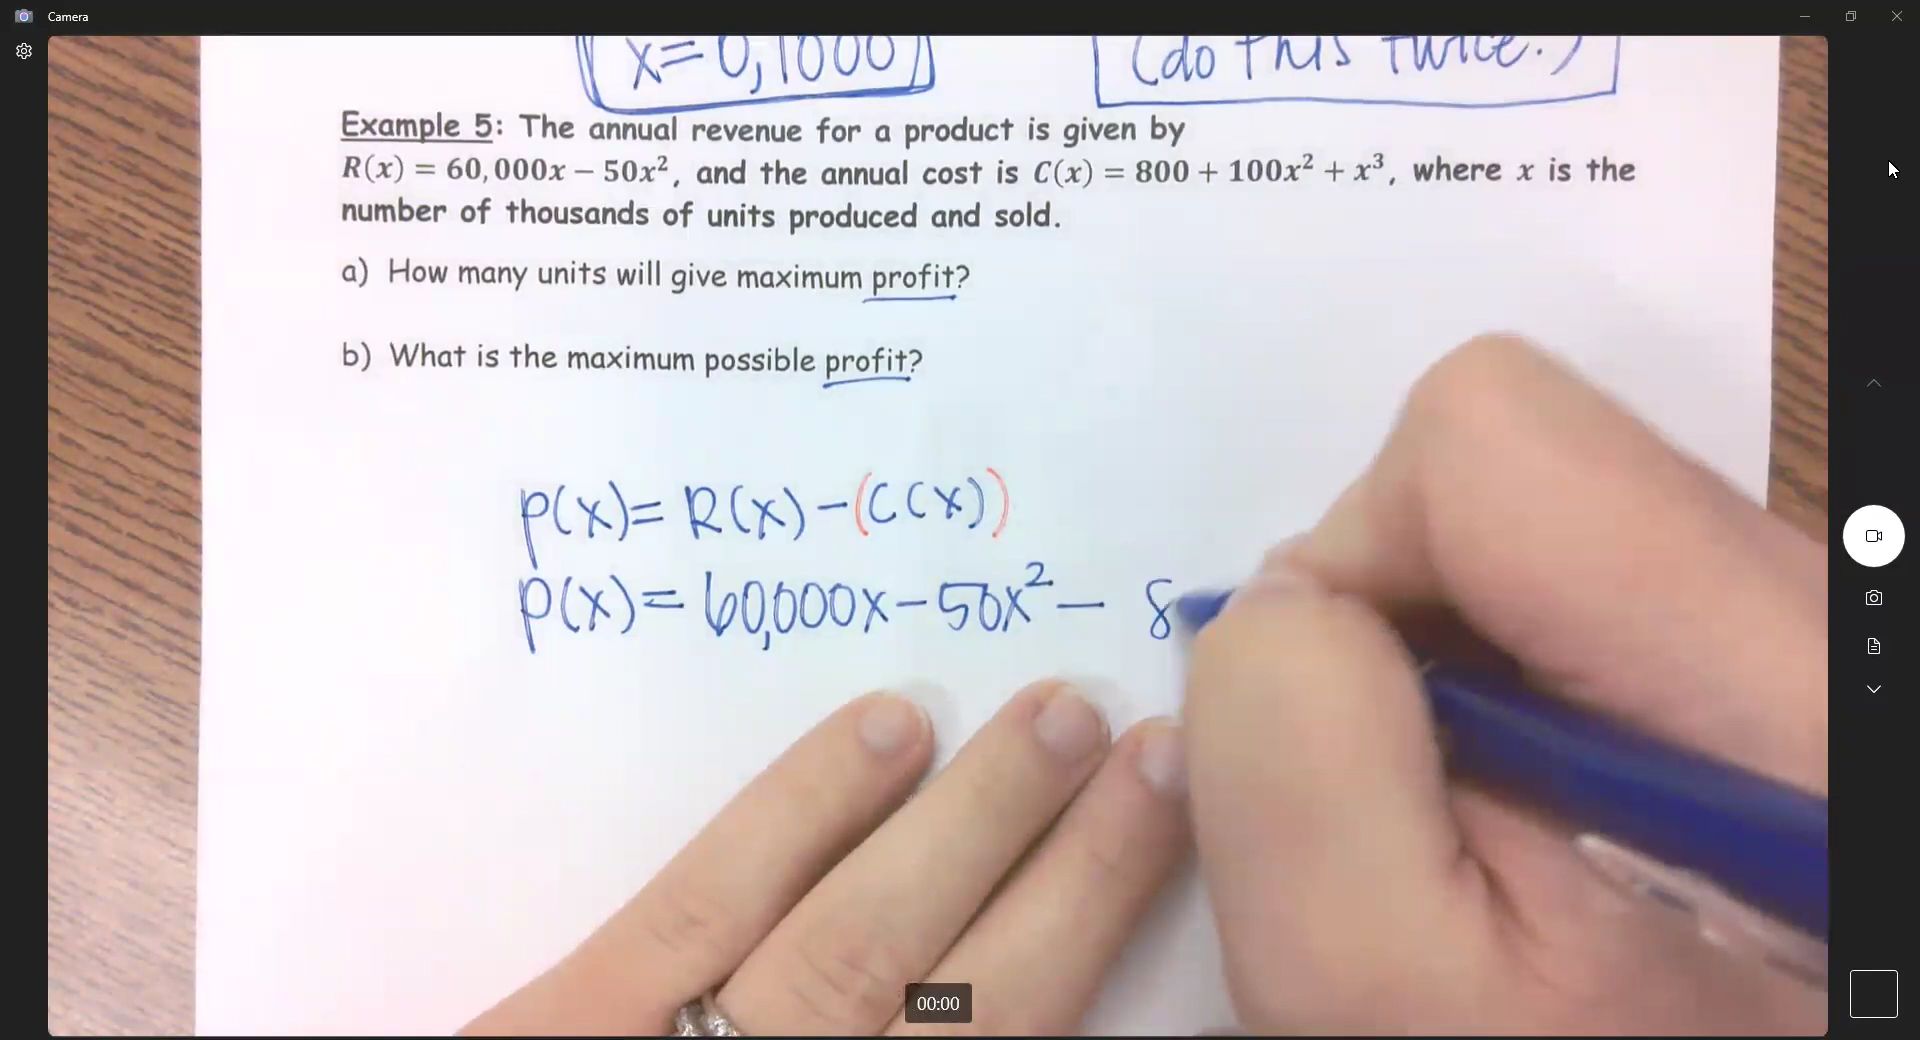 Camera
x=0,1000
(do this twice.)
Example 5: The annual revenue for a product is given by
R(x) = 60,000x − 50x², and the annual cost is C(x) = 800 + 100x² + x³, where x is the
number of thousands of units produced and sold.
a) How many units will give maximum profit?
b) What is the maximum possible profit?
p(x)= R(x) -(C(x))
p(x)= 60,000x - 50x² - 8
00:00